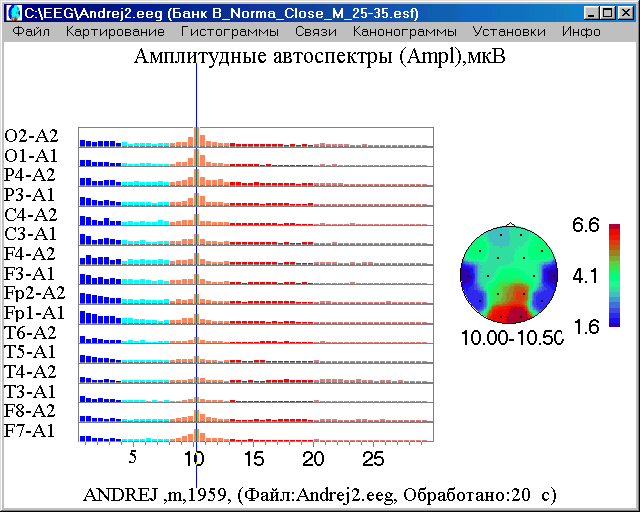 C:\EEG\Andrej2.eeg (Банк B_Norma_Close_M_25-35.esf)
Файл Картирование Гистограммы Связи Канонограммы Установки Инфо
Амплитудные автоспектры (Ampl),мкВ
O2-A2
O1-A1
P4-A2
P3-A1
C4-A2
C3-A1
F4-A2
F3-A1
Fp2-A2
Fp1-A1
T6-A2
T5-A1
T4-A2
T3-A1
F8-A2
F7-A1
5 10 15 20 25
6.6
4.1
1.6
10.00-10.50
ANDREJ ,m,1959, (Файл:Andrej2.eeg, Обработано:20 с)